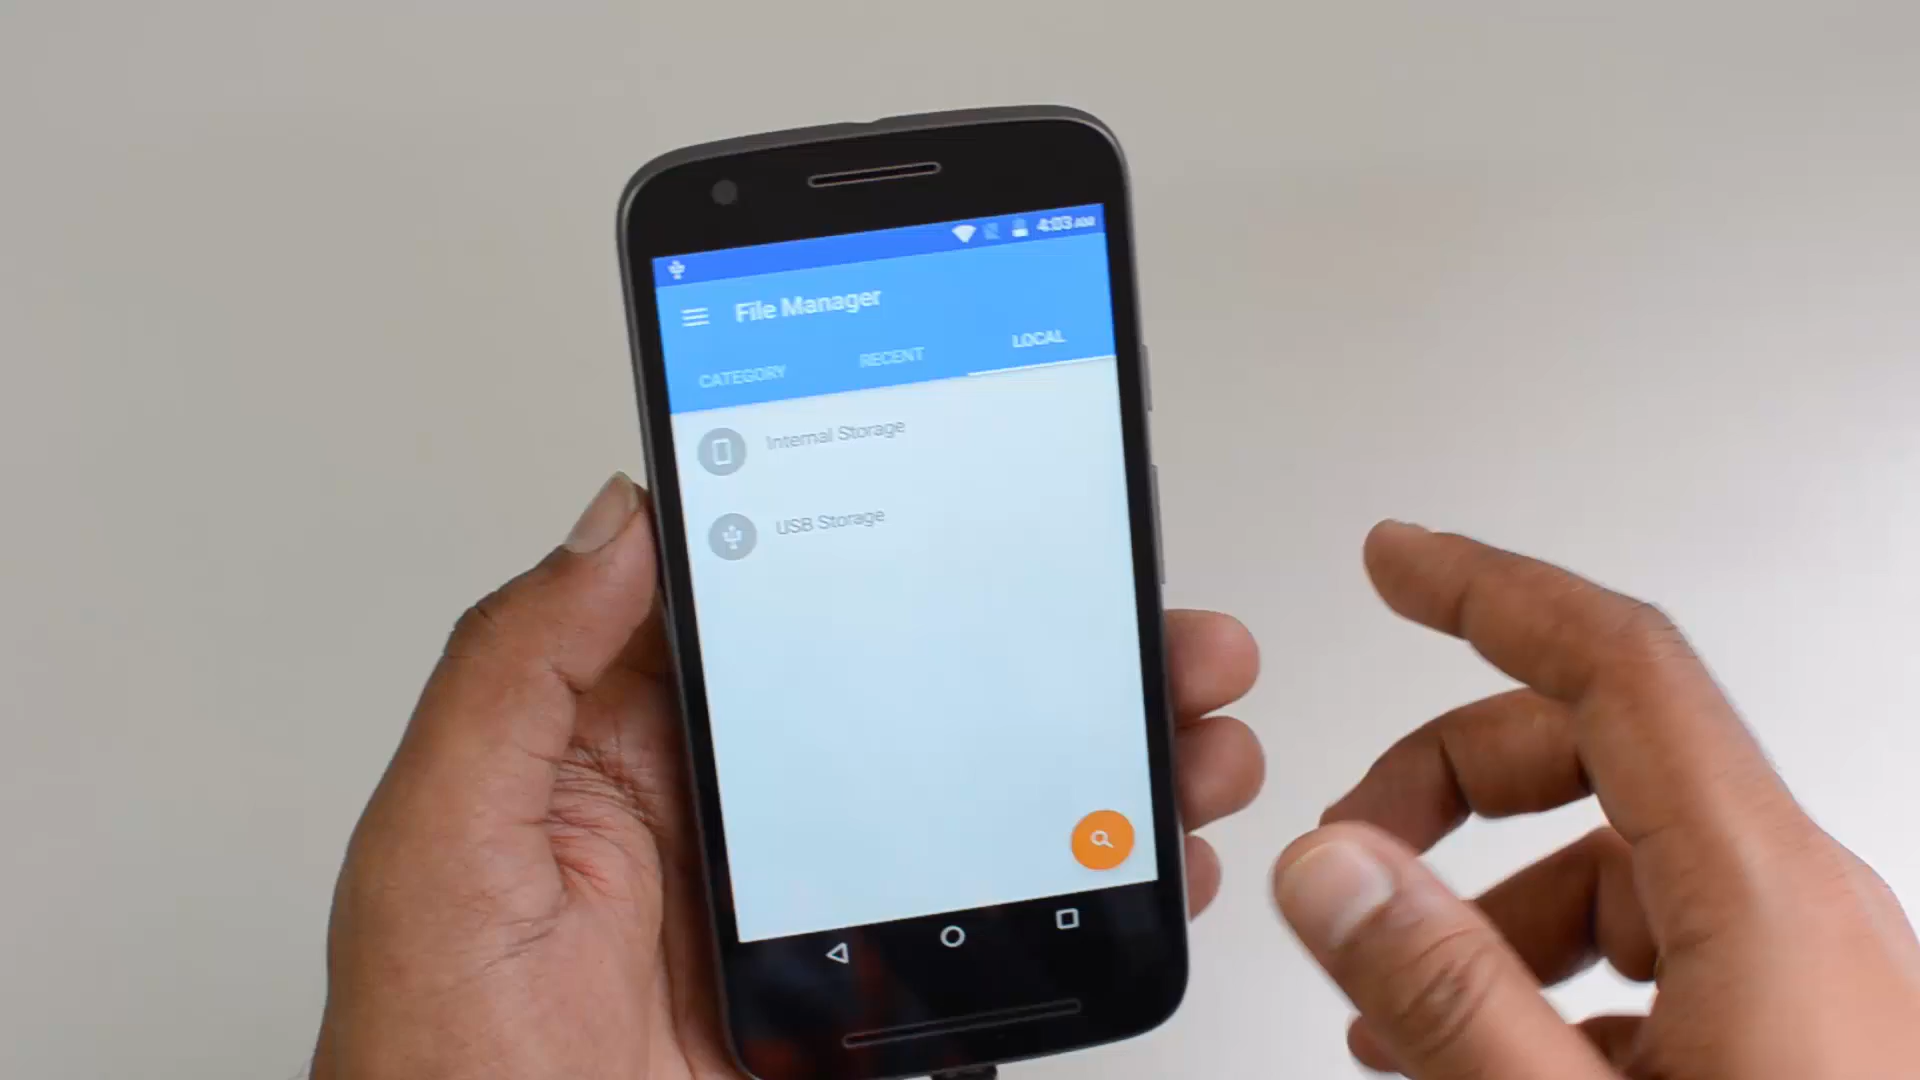 4:03 AM
File Manager
CATEGORY RECENT LOCAL
Internal Storage
USB Storage